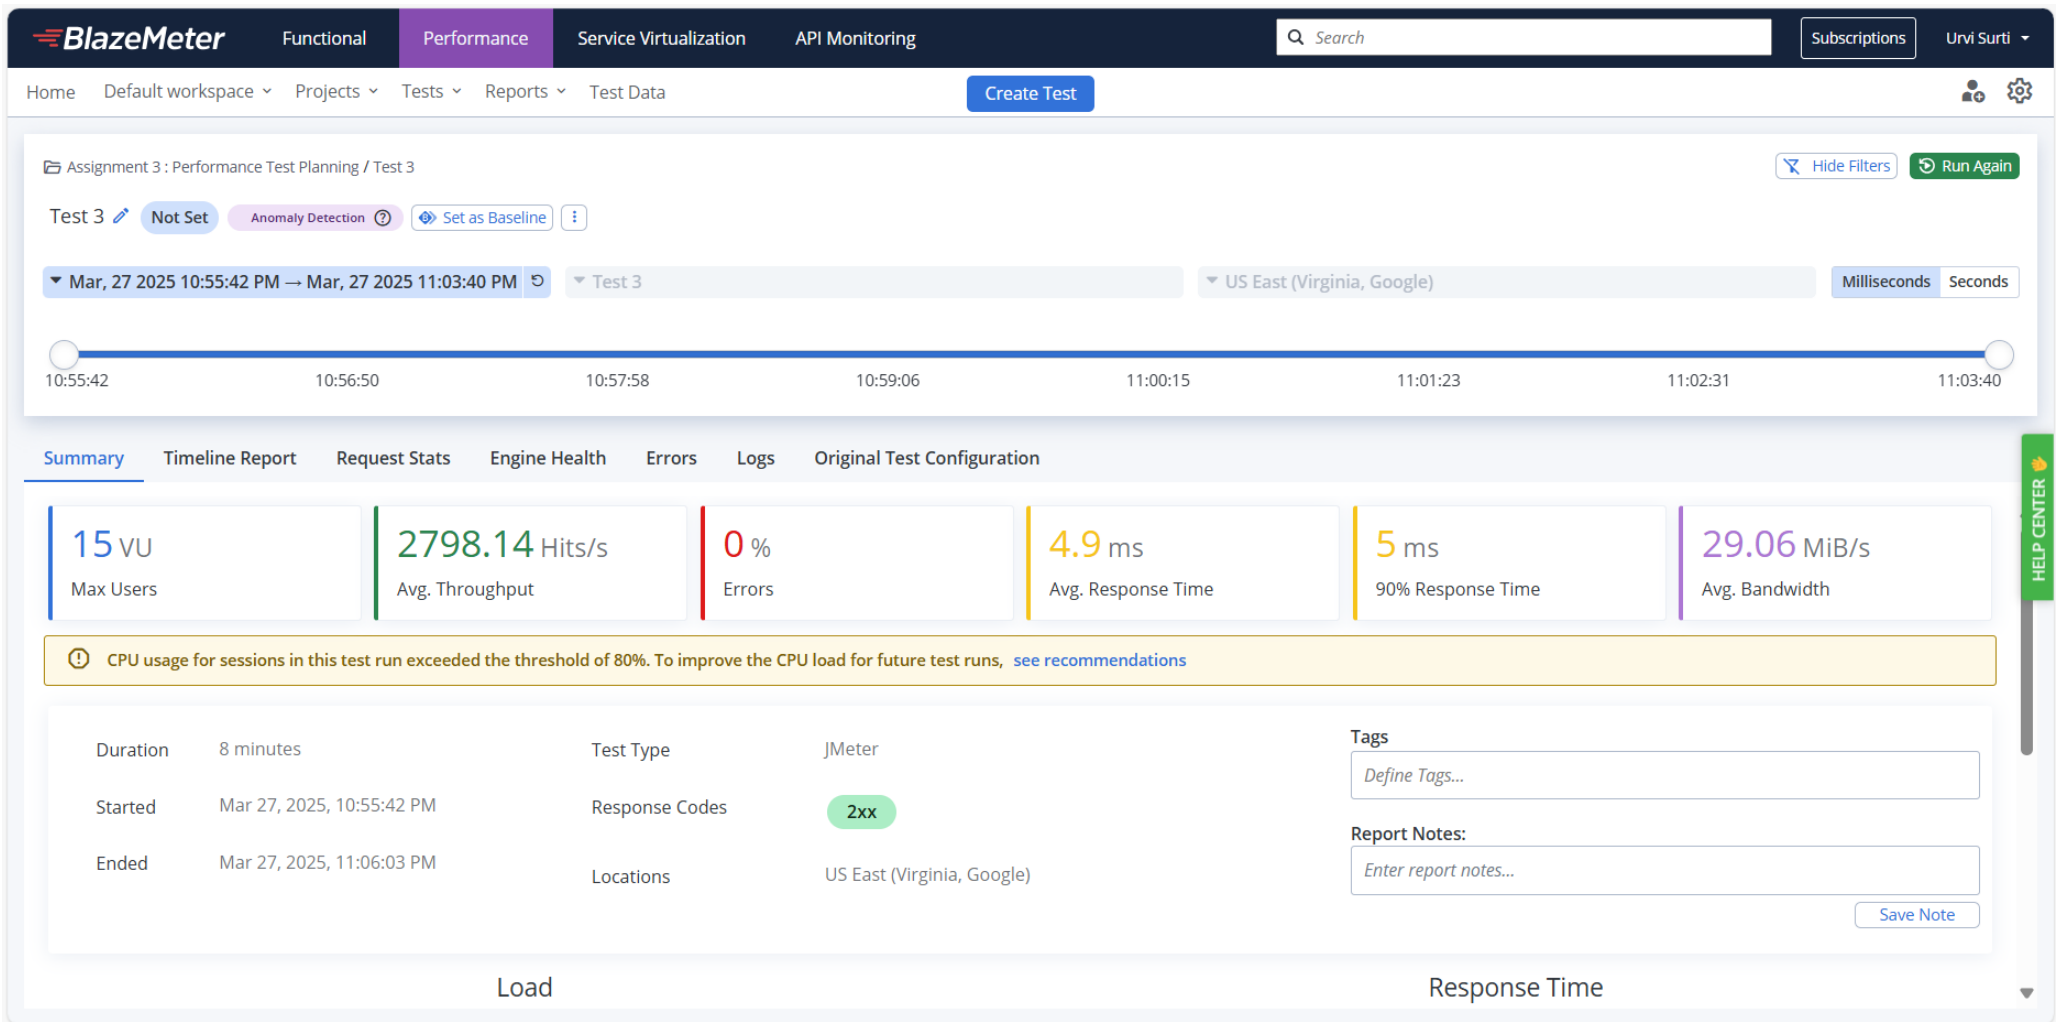 BlazeMeter Functional Performance Service Virtualization API Monitoring Search Subscriptions Urvi Surti
Home Default workspace Projects Tests Reports Test Data Create Test
Assignment 3 : Performance Test Planning / Test 3 Hide Filters Run Again
Test 3 Not Set Anomaly Detection ? Set as Baseline
Mar, 27 2025 10:55:42 PM → Mar, 27 2025 11:03:40 PM Test 3 US East (Virginia, Google) Milliseconds Seconds
10:55:42 10:56:50 10:57:58 10:59:06 11:00:15 11:01:23 11:02:31 11:03:40
Summary Timeline Report Request Stats Engine Health Errors Logs Original Test Configuration
15 VU 2798.14 Hits/s 0 % 4.9 ms 5 ms 29.06 MiB/s
Max Users Avg. Throughput Errors Avg. Response Time 90% Response Time Avg. Bandwidth
HELP CENTER
CPU usage for sessions in this test run exceeded the threshold of 80%. To improve the CPU load for future test runs, see recommendations
Duration 8 minutes Test Type JMeter
Started Mar 27, 2025, 10:55:42 PM Response Codes 2xx
Ended Mar 27, 2025, 11:06:03 PM Locations US East (Virginia, Google)
Tags
Define Tags...
Report Notes:
Enter report notes...
Save Note
Load Response Time